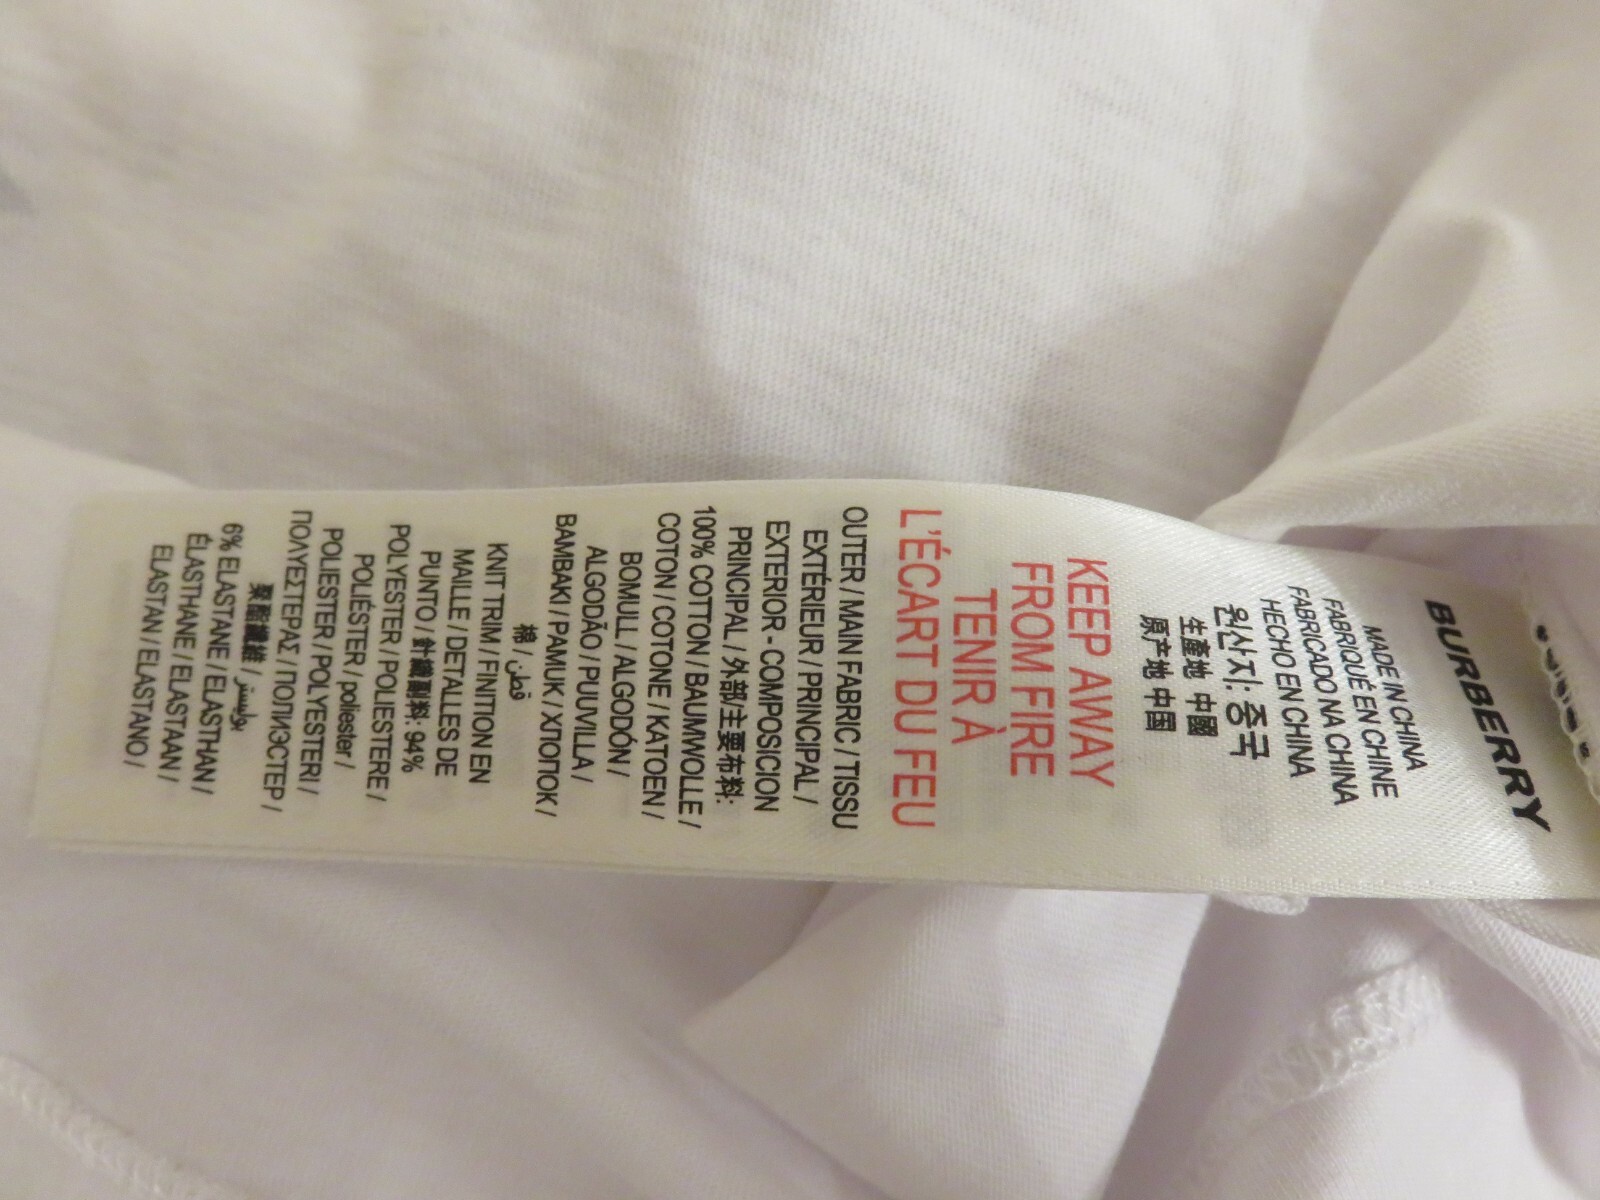 BURBERRY
MADE IN CHINA
FABRIQUÉ EN CHINE
FABRICADO NA CHINA
HECHO EN CHINA
원산지: 중국
生產地 中國
原产地 中国
KEEP AWAY
FROM FIRE
TENIR À
L'ÉCART DU FEU
OUTER / MAIN FABRIC / TISSU
EXTÉRIEUR / PRINCIPAL /
EXTERIOR - COMPOSICION
PRINCIPAL / 外部/主要布料:
100% COTTON / BAUMWOLLE /
COTON / COTONE / KATOEN /
BOMULL / ALGODÓN /
ALGODÃO / PUUVILLA /
BAMBAKI / PAMUK / ХЛОПОК /
棉 / قطن
KNIT TRIM / FINITION EN
MAILLE / DETALLES DE
PUNTO / 針織副料: 94%
POLYESTER / POLIESTERE /
POLIÉSTER / poliester /
POLIESTER / POLYESTERI /
ΠΟΛΥΕΣΤΕΡΑΣ / ПОЛИЭСТЕР /
聚酯纖維 / بوليستر
6% ELASTANE / ELASTHAN /
ÉLASTHANE / ELASTAAN /
ELASTAN / ELASTANO /